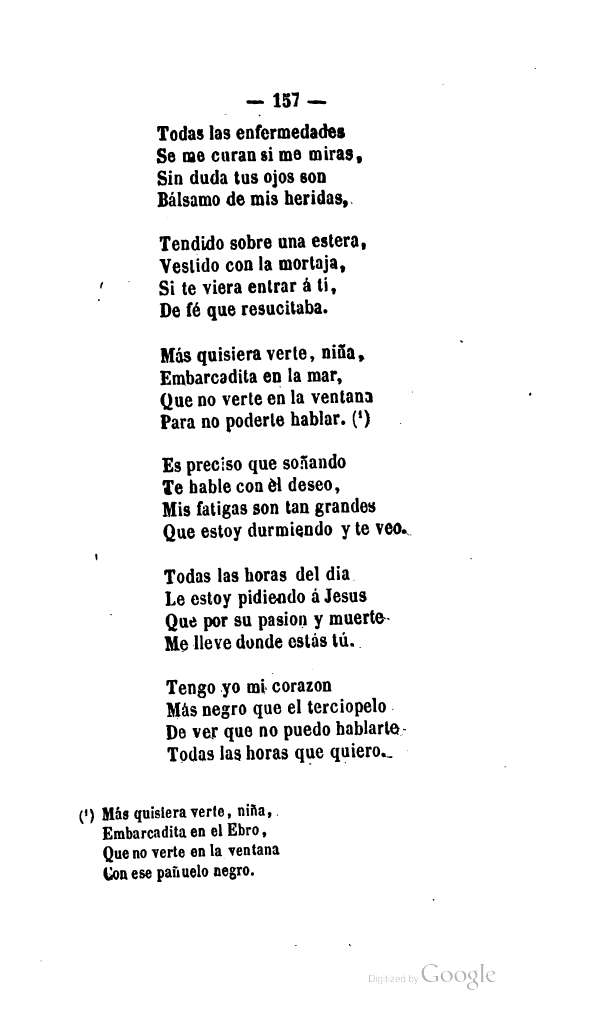 — 157 —
Todas las enfermedades
Se me curan si me miras,
Sin duda tus ojos son
Bálsamo de mis heridas,
Tendido sobre una estera,
Vestido con la mortaja,
Si te viera entrar á ti,
De fé que resucitaba.
Más quisiera verte, niña,
Embarcadita en la mar,
Que no verte en la ventana
Para no poderte hablar. (¹)
Es preciso que soñando
Te hable con èl deseo,
Mis fatigas son tan grandes
Que estoy durmiendo y te veo.
Todas las horas del dia
Le estoy pidiendo á Jesus
Que por su pasion y muerte
Me lleve donde estás tú.
Tengo yo mi corazon
Más negro que el terciopelo
De ver que no puedo hablarte
Todas las horas que quiero.
(¹) Más quisiera verte, niña,
Embarcadita en el Ebro,
Que no verte en la ventana
Con ese pañuelo negro.
Digitized by Google